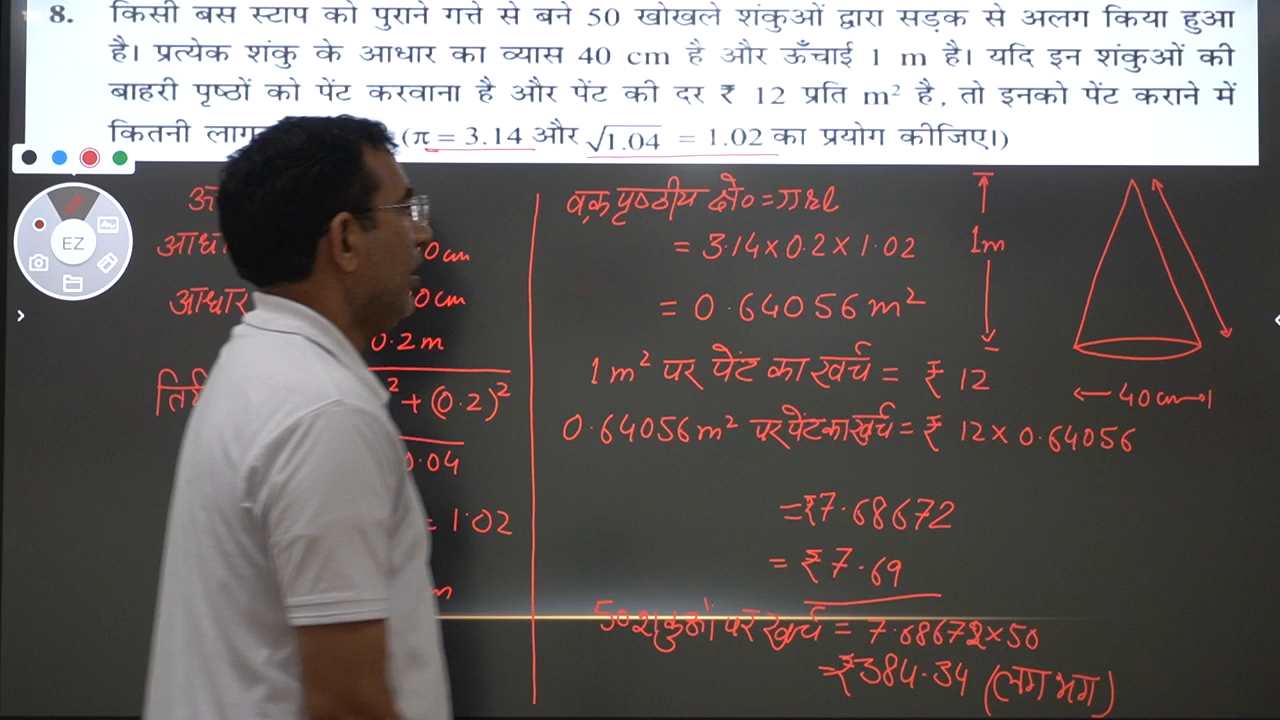 8. किसी बस स्टाप को पुराने गत्ते से बने 50 खोखले शंकुओं द्वारा सड़क से अलग किया हुआ
है। प्रत्येक शंकु के आधार का व्यास 40 cm है और ऊँचाई 1 m है। यदि इन शंकुओं की
बाहरी पृष्ठों को पेंट करवाना है और पेंट की दर ₹ 12 प्रति m² है, तो इनको पेंट कराने में
कितनी (π = 3.14 और √1.04 = 1.02 का प्रयोग कीजिए।)
EZ
0cm
आधार 0cm
0.2m
² + (0.2)²
0.04
= 1.02
m
वक्र पृष्ठीय क्षे० = πrl
= 3.14 × 0.2 × 1.02
= 0.64056 m²
1 m² पर पेंट का खर्च = ₹ 12
0.64056 m² पर पेंट का खर्च = ₹ 12 × 0.64056
= ₹ 7.68672
= ₹ 7.69
50 शंकुओं पर खर्च = 7.68672 × 50
= ₹ 384.34 (लगभग)
1m
40cm